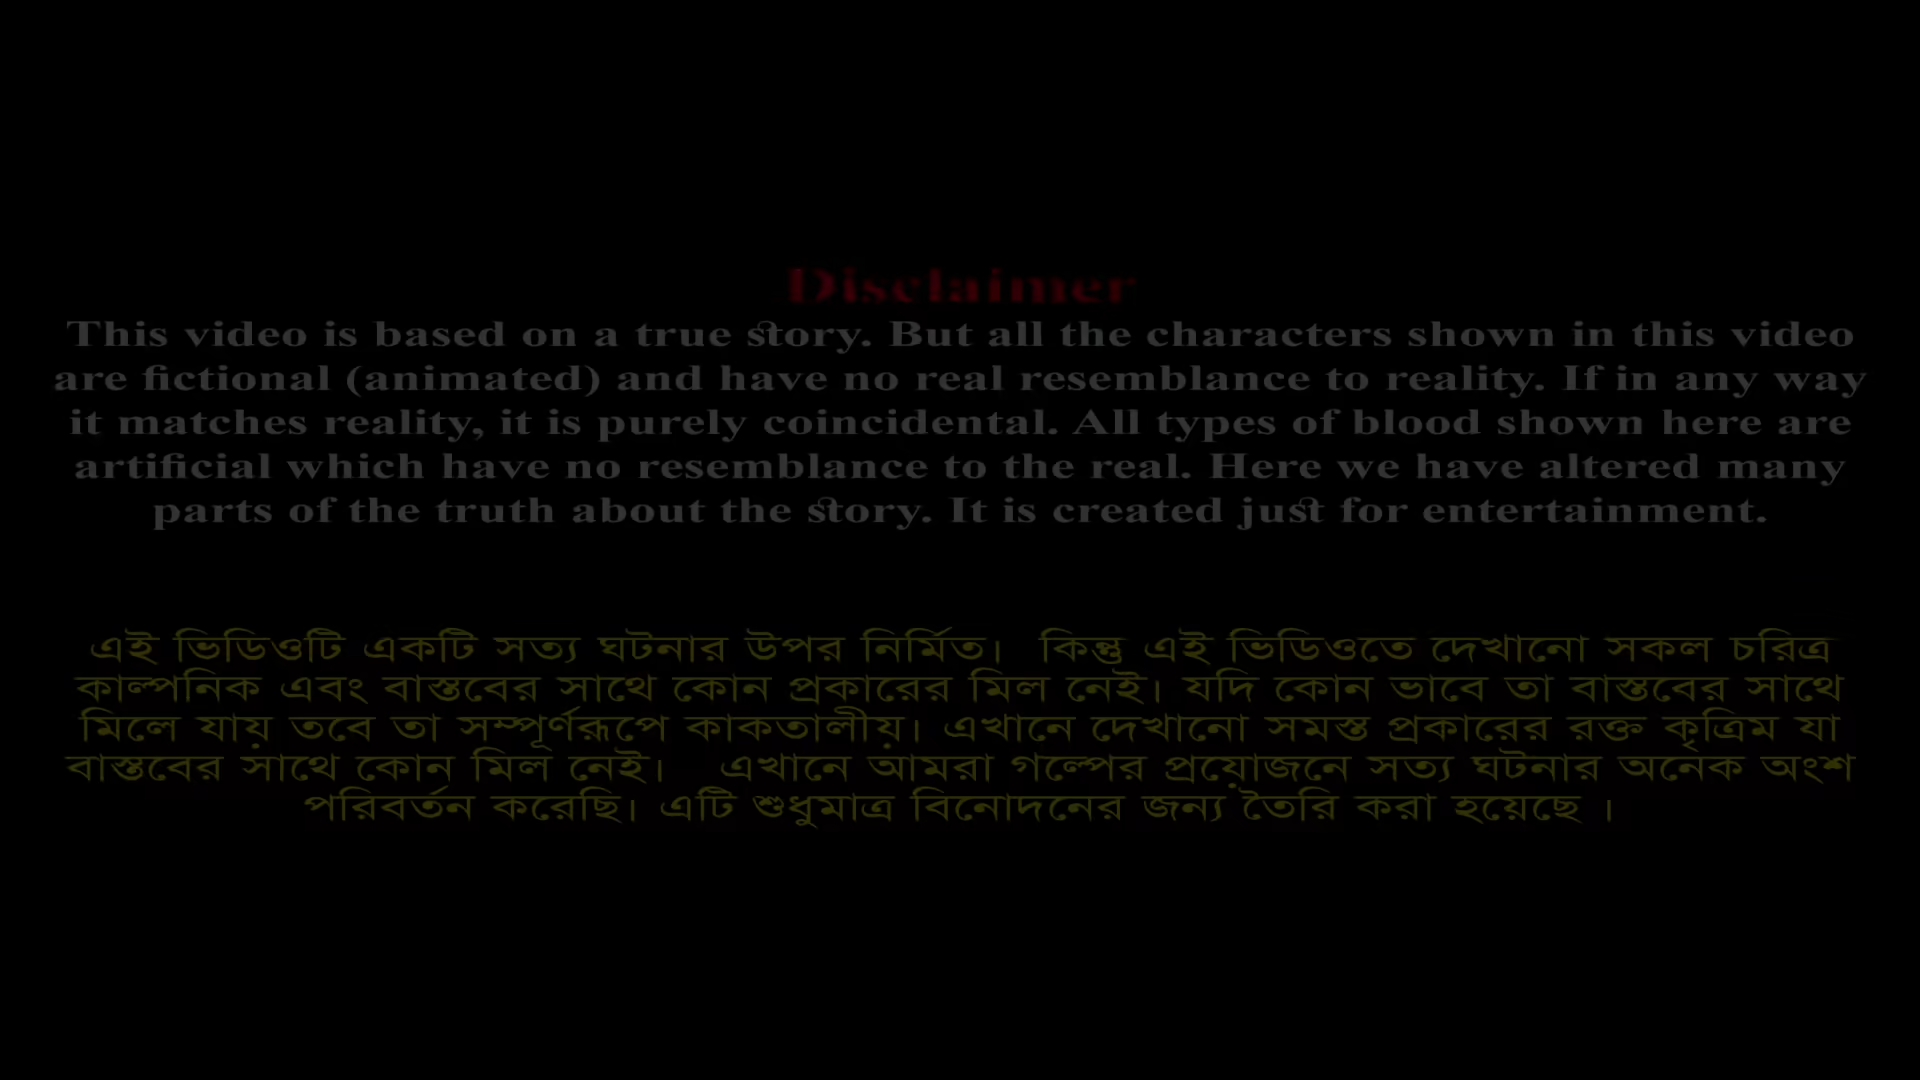 Disclaimer
This video is based on a true story. But all the characters shown in this video
are fictional (animated) and have no real resemblance to reality. If in any way
it matches reality, it is purely coincidental. All types of blood shown here are
artificial which have no resemblance to the real. Here we have altered many
parts of the truth about the story. It is created just for entertainment.
এই ভিডিওটি একটি সত্য ঘটনার উপর নির্মিত। কিন্তু এই ভিডিওতে দেখানো সকল চরিত্র
কাল্পনিক এবং বাস্তবের সাথে কোন প্রকারের মিল নেই। যদি কোন ভাবে তা বাস্তবের সাথে
মিলে যায় তবে তা সম্পূর্ণরূপে কাকতালীয়। এখানে দেখানো সমস্ত প্রকারের রক্ত কৃত্রিম যা
বাস্তবের সাথে কোন মিল নেই। এখানে আমরা গল্পের প্রয়োজনে সত্য ঘটনার অনেক অংশ
পরিবর্তন করেছি। এটি শুধুমাত্র বিনোদনের জন্য তৈরি করা হয়েছে ।